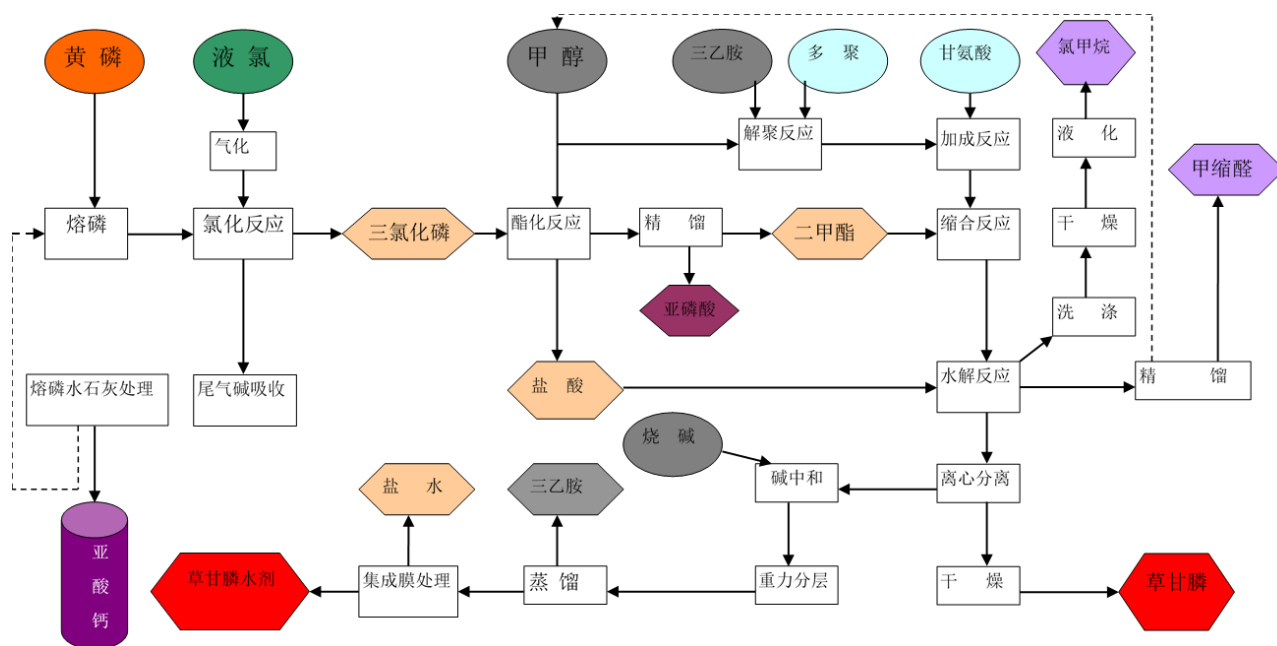 黄 磷
液 氯
甲 醇
三乙胺
多 聚
甘氨酸
氯甲烷
气化
解聚反应
加成反应
液 化
甲缩醛
熔磷
氯化反应
三氯化磷
酯化反应
精 馏
二甲酯
缩合反应
干 燥
亚磷酸
洗 涤
熔磷水石灰处理
尾气碱吸收
盐 酸
水解反应
精 馏
烧 碱
盐 水
三乙胺
碱中和
离心分离
亚
酸
钙
草甘膦水剂
集成膜处理
蒸 馏
重力分层
干 燥
草甘膦